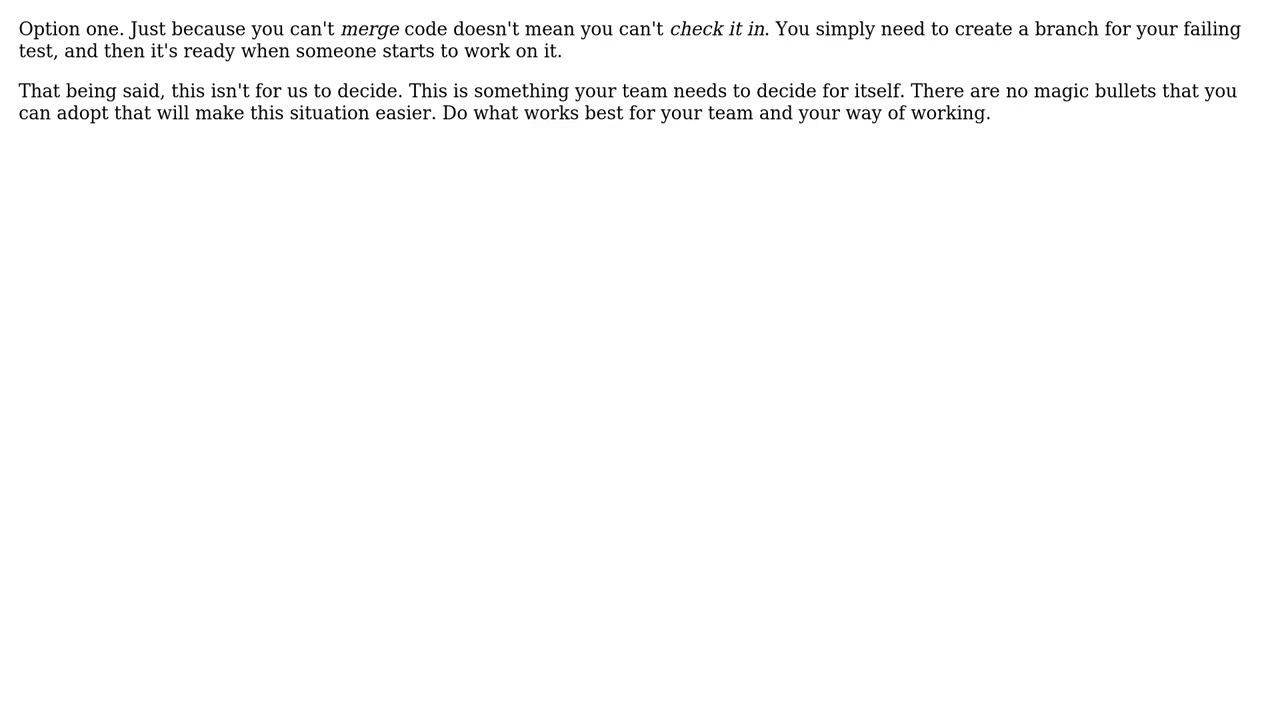 Option one. Just because you can't merge code doesn't mean you can't check it in. You simply need to create a branch for your failing
test, and then it's ready when someone starts to work on it.
That being said, this isn't for us to decide. This is something your team needs to decide for itself. There are no magic bullets that you
can adopt that will make this situation easier. Do what works best for your team and your way of working.